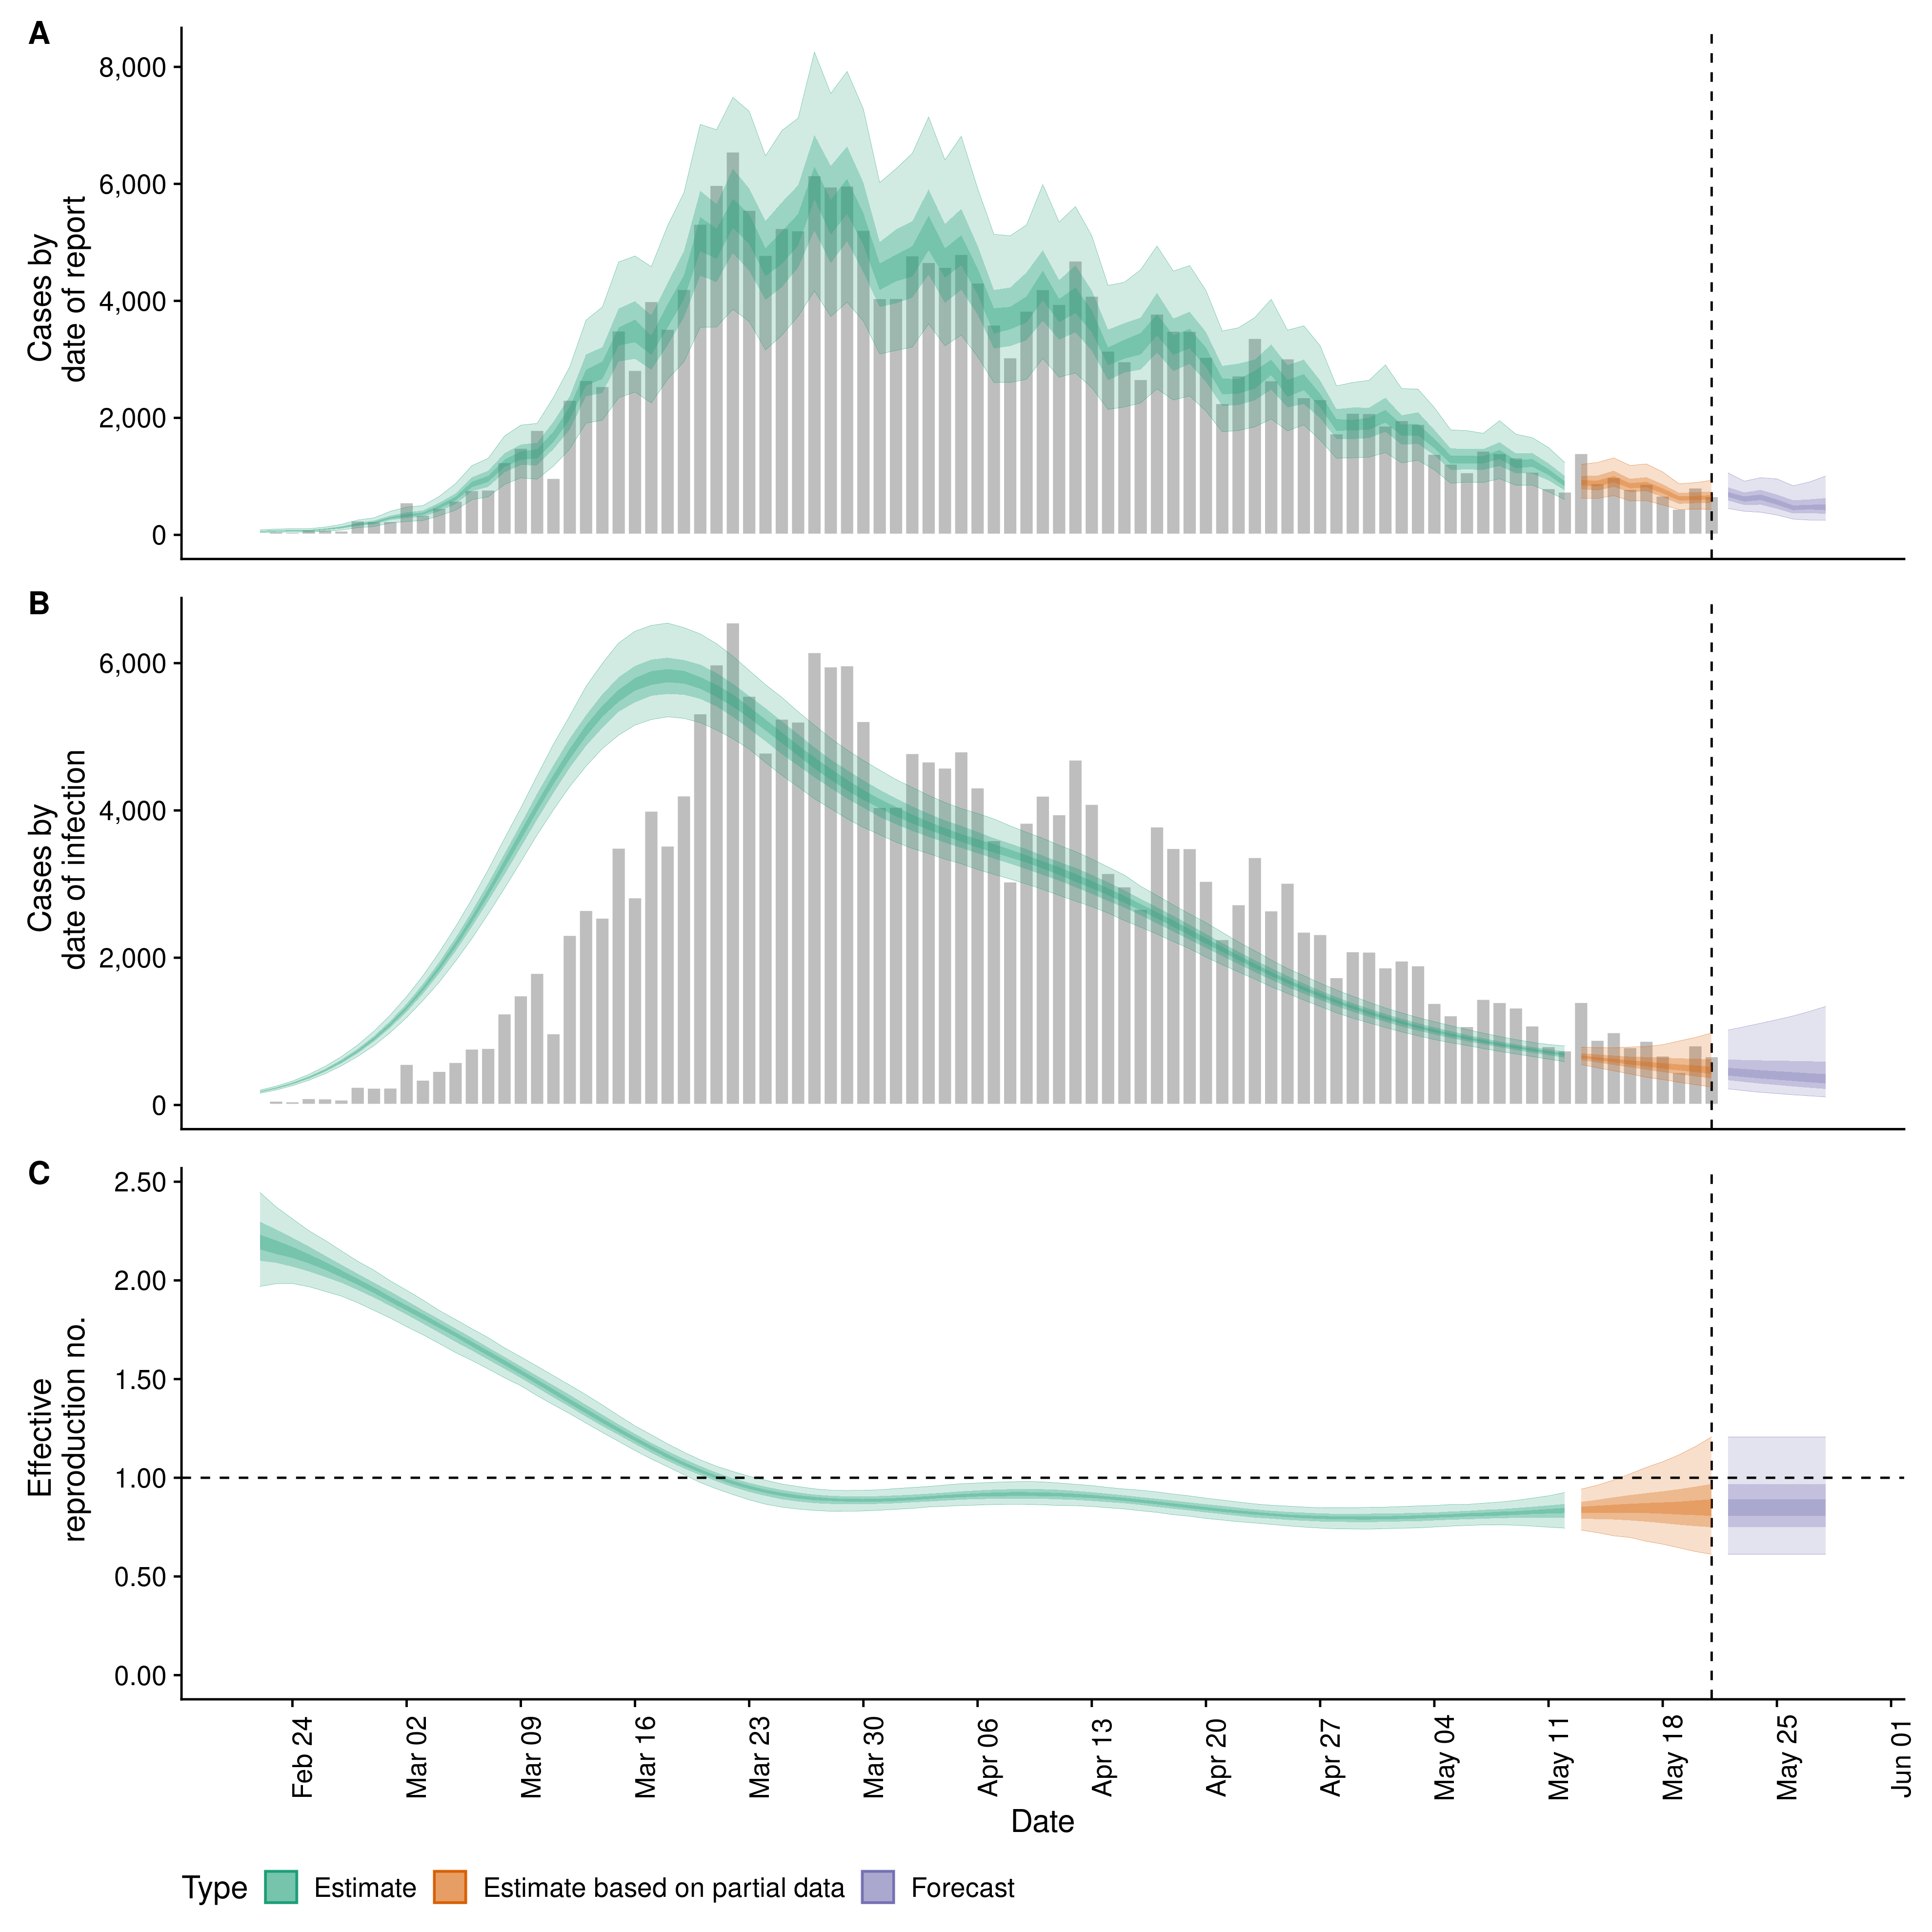 A
8,000
6,000
4,000
2,000
0
Cases by
date of report
B
6,000
4,000
2,000
0
Cases by
date of infection
C
2.50
2.00
1.50
1.00
0.50
0.00
Effective
reproduction no.
Feb 24
Mar 02
Mar 09
Mar 16
Mar 23
Mar 30
Apr 06
Apr 13
Apr 20
Apr 27
May 04
May 11
May 18
May 25
Jun 01
Date
Type Estimate Estimate based on partial data Forecast